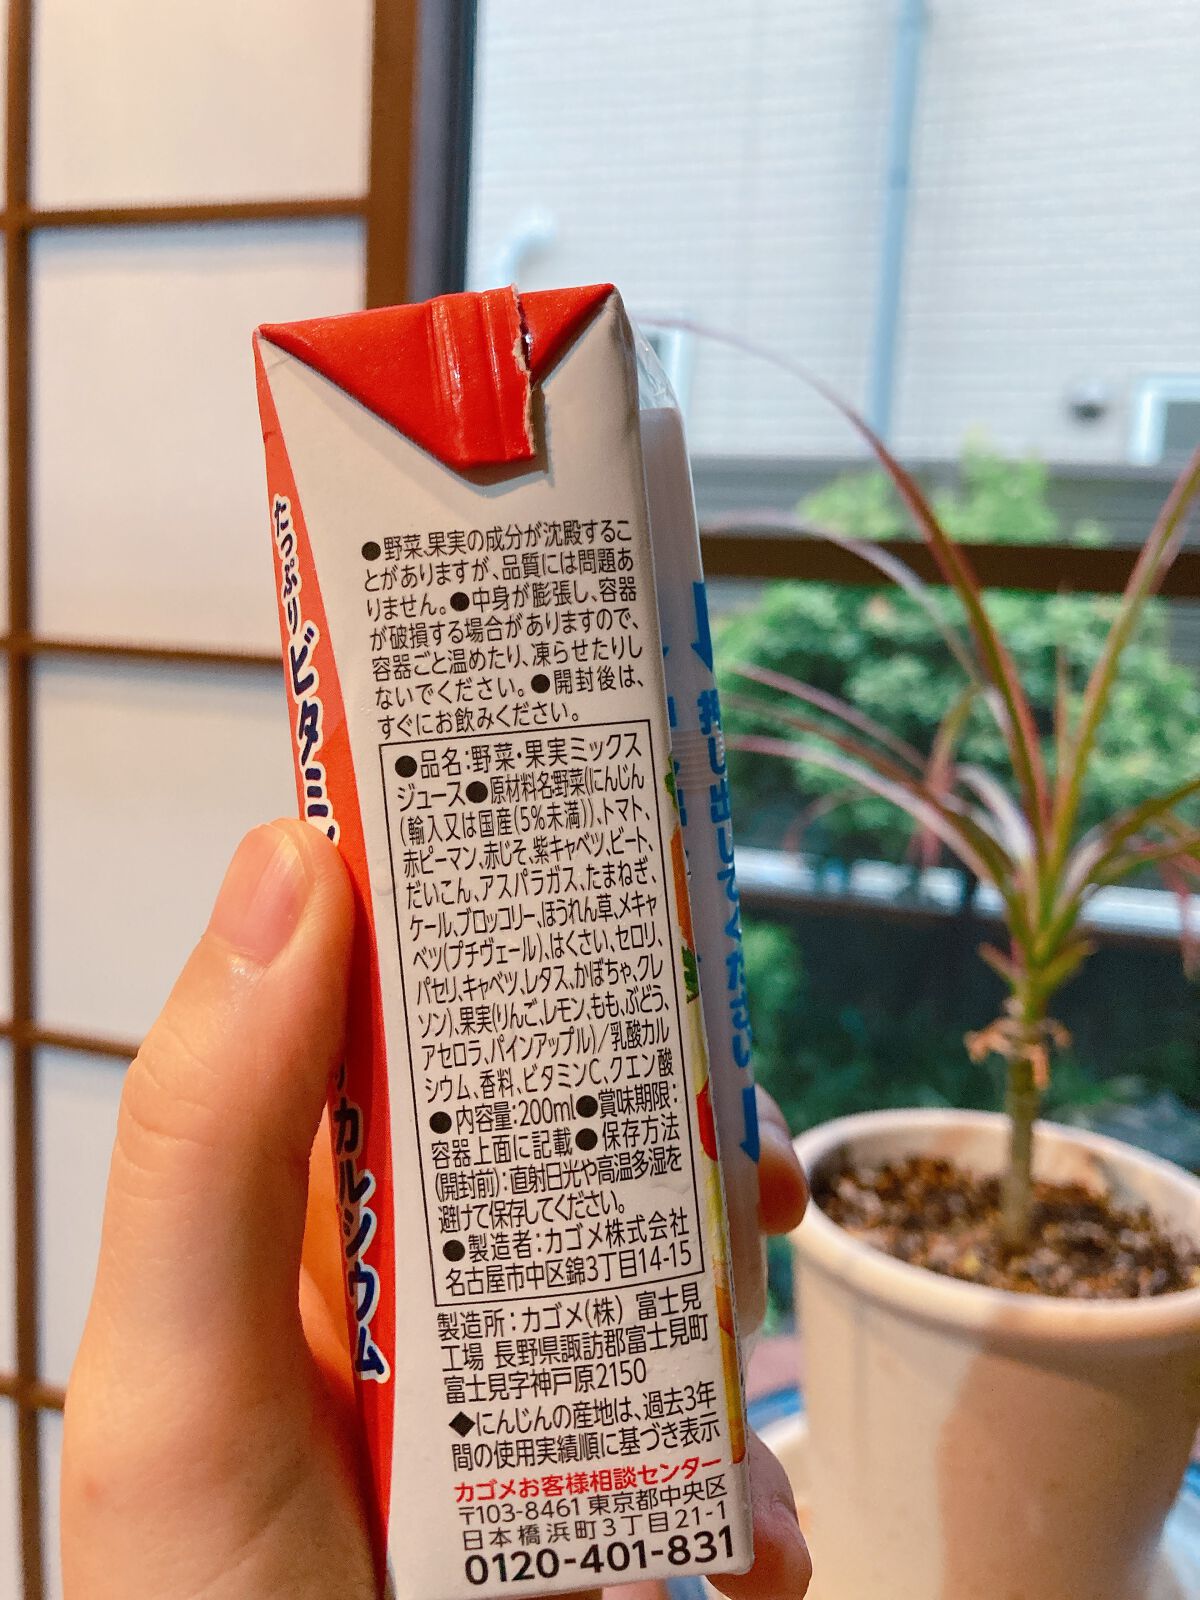 たっぷりビタミ
カルシウム
●野菜、果実の成分が沈殿するこ
とがありますが、品質には問題あ
りません。●中身が膨張し、容器
が破損する場合がありますので、
容器ごと温めたり、凍らせたりし
ないでください。●開封後は、
すぐにお飲みください。
●品名:野菜・果実ミックス
ジュース●原材料名:野菜(にんじん
(輸入又は国産(5%未満))、トマト、
赤ピーマン、赤じそ、紫キャベツ、ビート、
だいこん、アスパラガス、たまねぎ、
ケール、ブロッコリー、ほうれん草、メキャ
ベツ(プチヴェール)、はくさい、セロリ、
パセリ、キャベツ、レタス、かぼちゃ、クレ
ソン)、果実(りんご、レモン、もも、ぶどう、
アセロラ、パインアップル)/乳酸カル
シウム、香料、ビタミンC、クエン酸
●内容量:200ml●賞味期限:
容器上面に記載●保存方法
(開封前):直射日光や高温多湿を
避けて保存してください。
●製造者:カゴメ株式会社
名古屋市中区錦3丁目14-15
製造所:カゴメ(株) 富士見
工場 長野県諏訪郡富士見町
富士見字神戸原2150
◆にんじんの産地は、過去3年
間の使用実績順に基づき表示
カゴメお客様相談センター
〒103-8461 東京都中央区
日本橋浜町3丁目21-1
0120-401-831
押し出してください